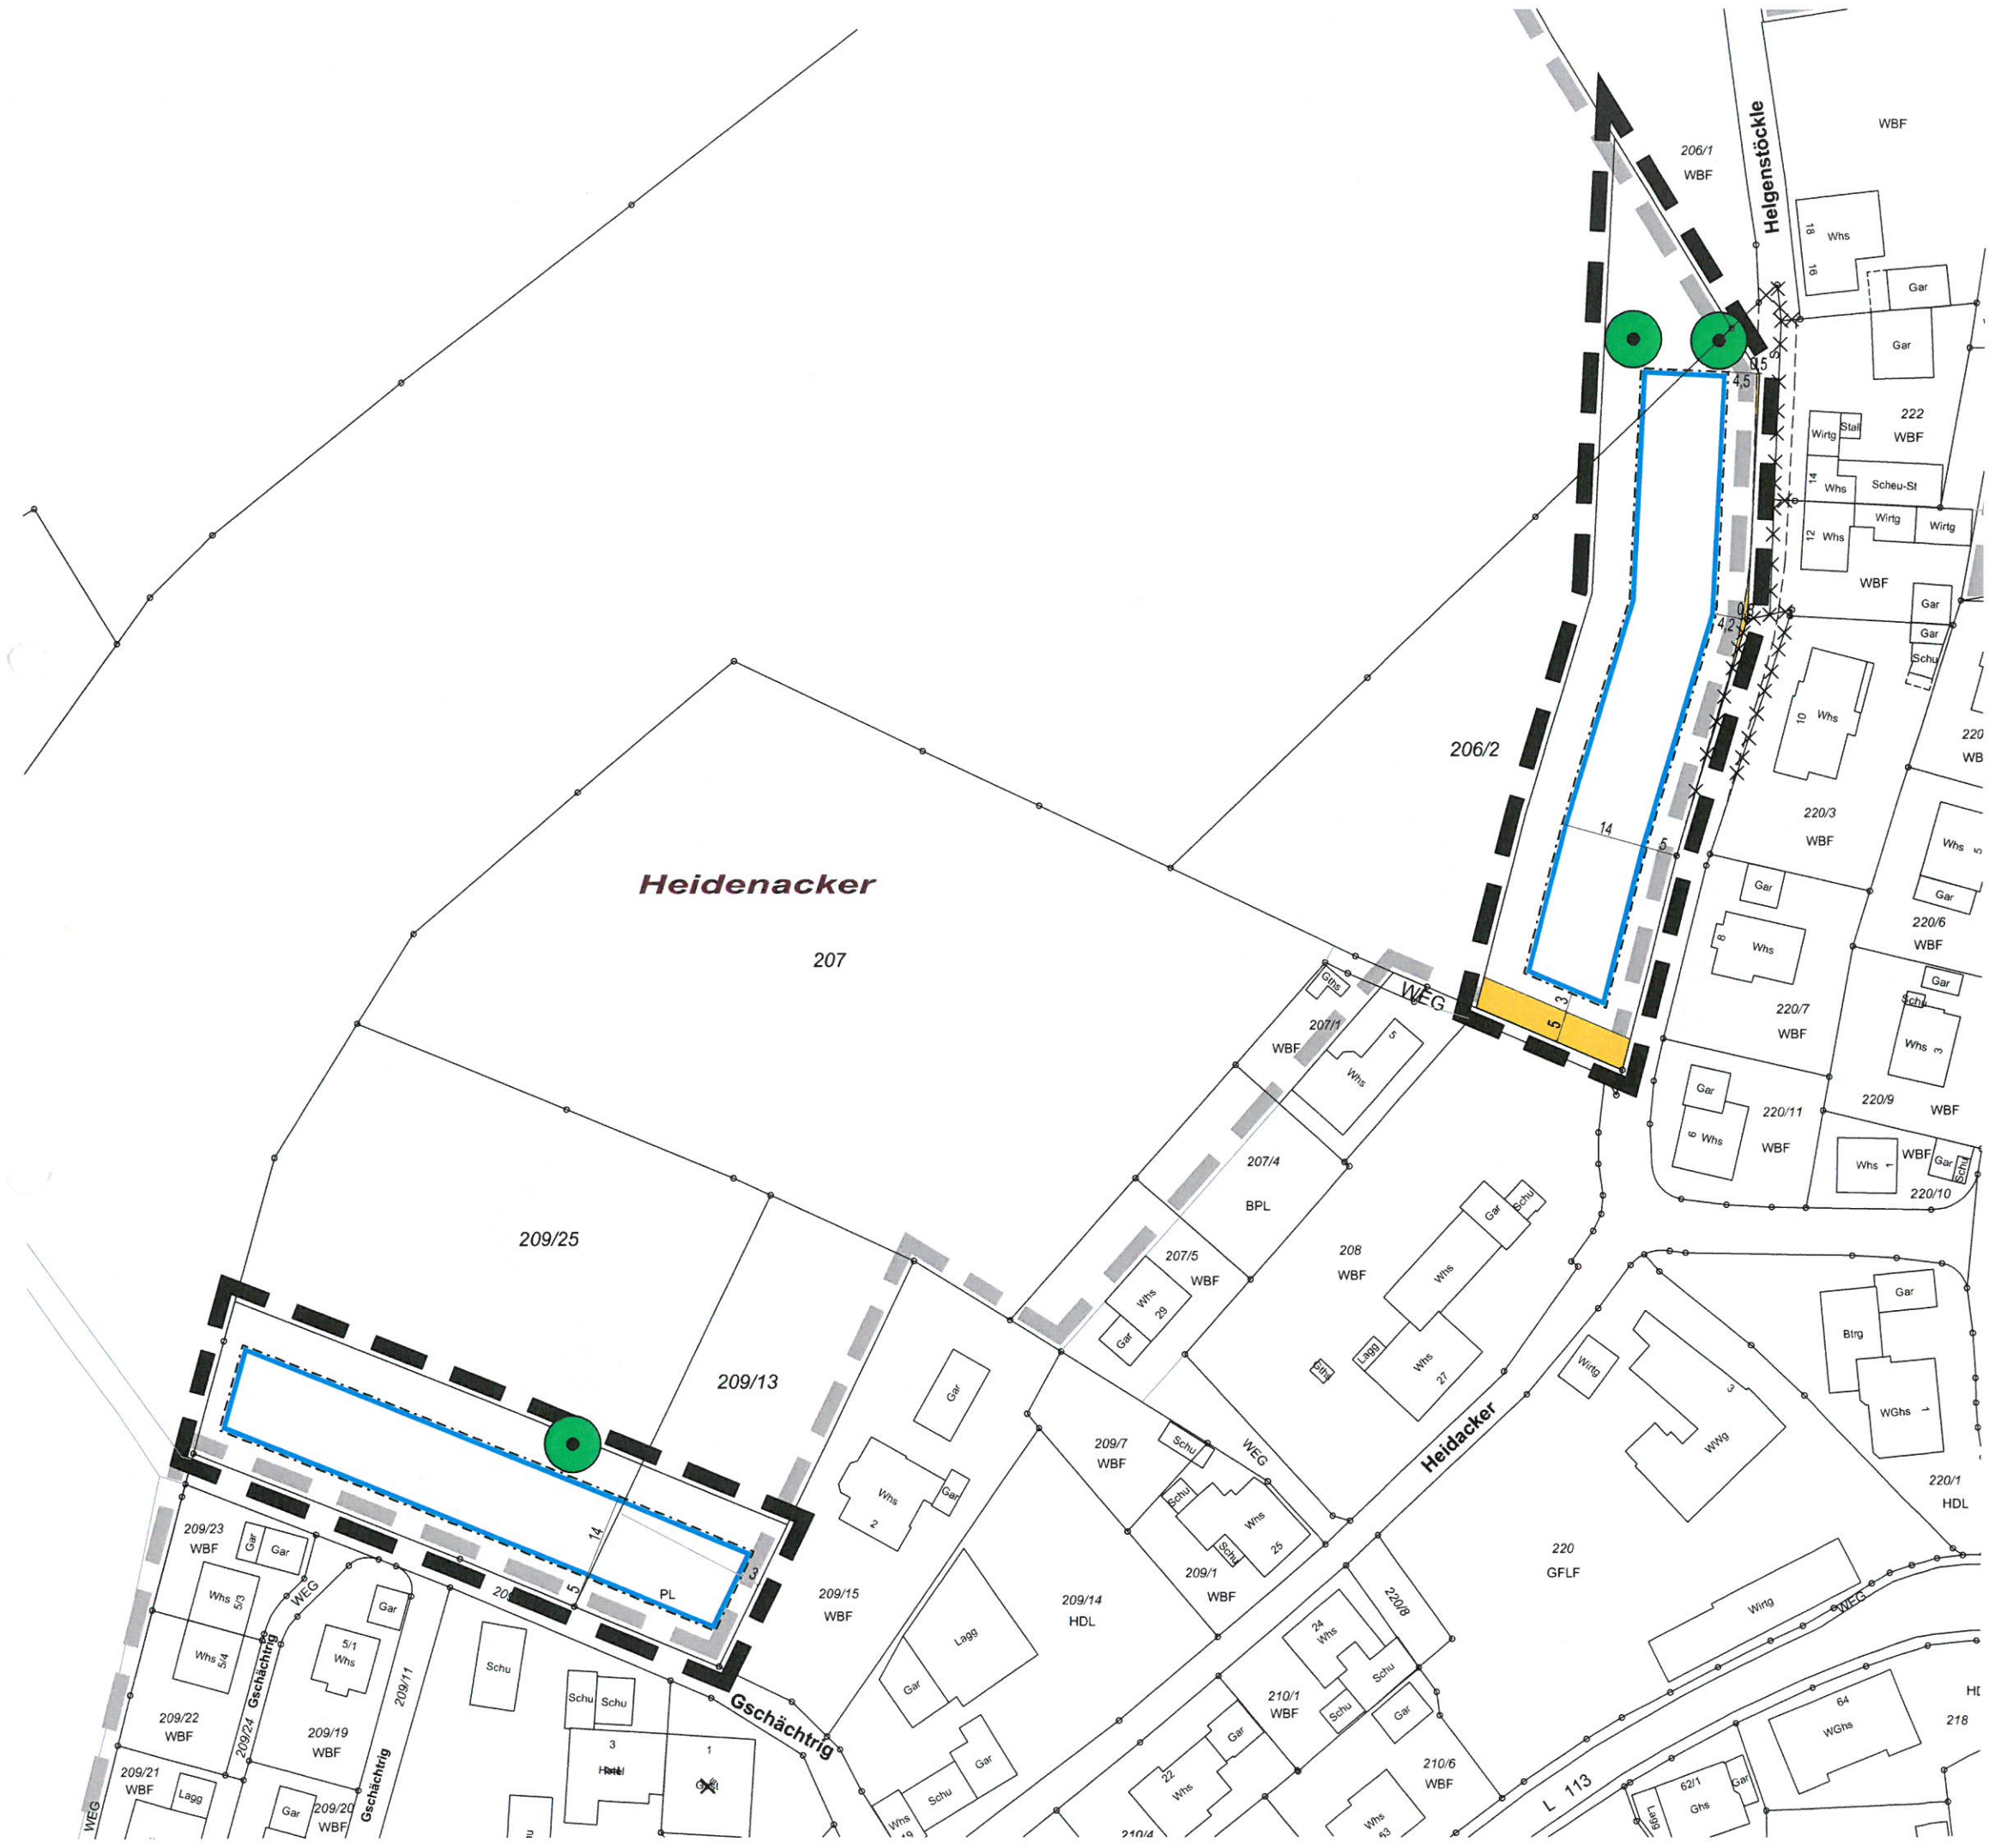 206/1
WBF
Helgenstöckle
WBF
18
Whs
16
Gar
Gar
0,5
4,5
222
WBF
Wirtg
Stall
14
Whs
Scheu-St
Wirtg
Wirtg
12
Whs
WBF
Gar
Gar
Schu
4,2
10
Whs
206/2
220
WB
14
5
220/3
WBF
Whs
5
Gar
Gar
Heidenacker
8
Whs
220/6
WBF
207
Gths
WEG
3
5
Gar
Schu
207/1
WBF
5
Whs
220/7
WBF
Whs
3
Gar
6
Whs
220/11
WBF
220/9
WBF
207/4
BPL
Whs
1
WBF
Gar
Schu
220/10
Gar
Schu
209/25
207/5
WBF
208
WBF
Whs
Whs
29
Gar
Gar
Btrg
209/13
Gths
Lagg
Whs
27
Wirtg
3
WWg
WGhs
1
Gar
Heidacker
209/7
WBF
Schu
WEG
220/1
HDL
Whs
2
Gar
Schu
Whs
25
Schu
14
3
5
PL
209/23
WBF
Gar
Gar
Whs
5/3
WEG
Gar
209/15
WBF
209/14
HDL
209/1
WBF
220
GFLF
220/8
Wirtg
WEG
Whs
5/4
5/1
Whs
Gschächtrig
209/11
Schu
Lagg
Gar
24
Whs
Schu
Schu
Gar
210/1
WBF
Schu
Schu
Gschächtrig
209/22
WBF
209/24
209/19
WBF
Gschächtrig
3
1
Gar
Gar
64
WGhs
218
210/6
WBF
209/21
WBF
Lagg
Gar
209/20
WBF
WEG
Schu
Whs
22
Whs
Whs
L 113
62/1
Ghs
Gar
Lagg
210/4